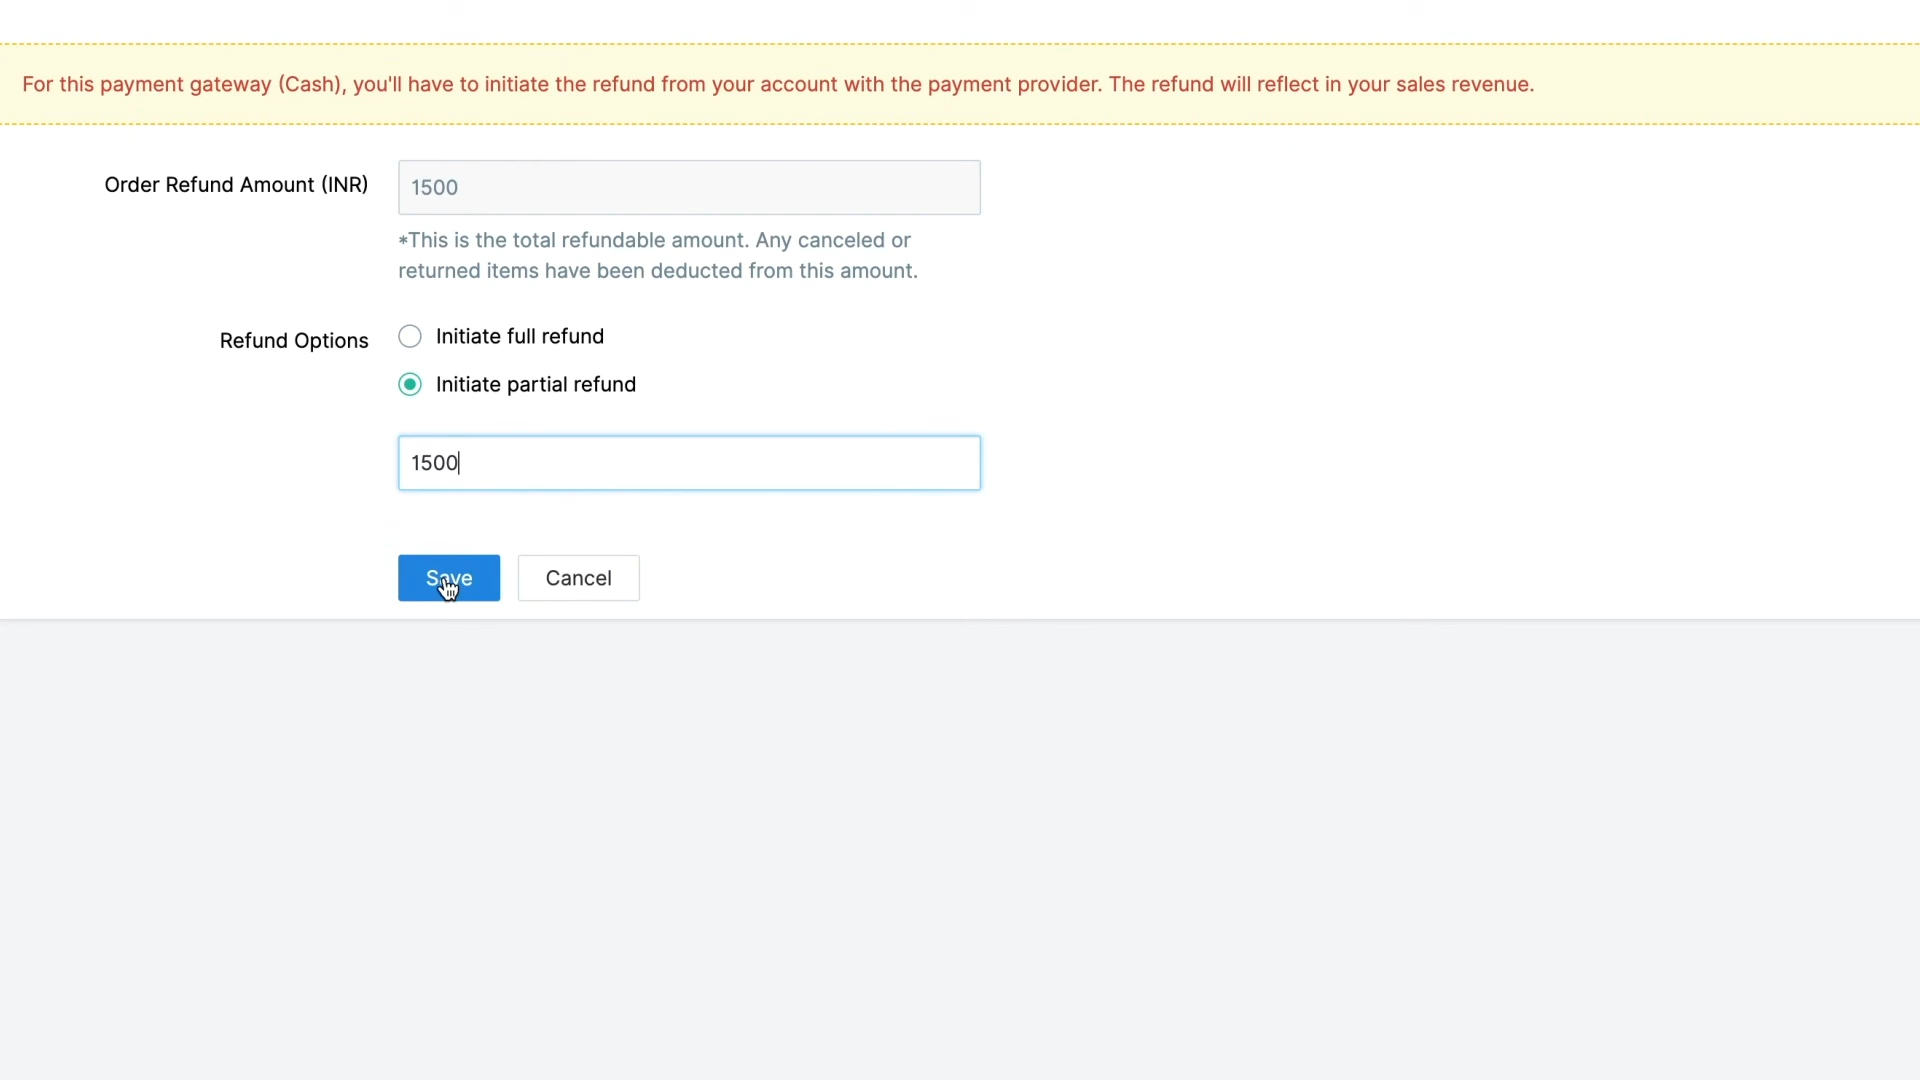 For this payment gateway (Cash), you'll have to initiate the refund from your account with the payment provider. The refund will reflect in your sales revenue.
Order Refund Amount (INR)
1500
*This is the total refundable amount. Any canceled or
returned items have been deducted from this amount.
Refund Options
Initiate full refund
Initiate partial refund
1500
Save
Cancel